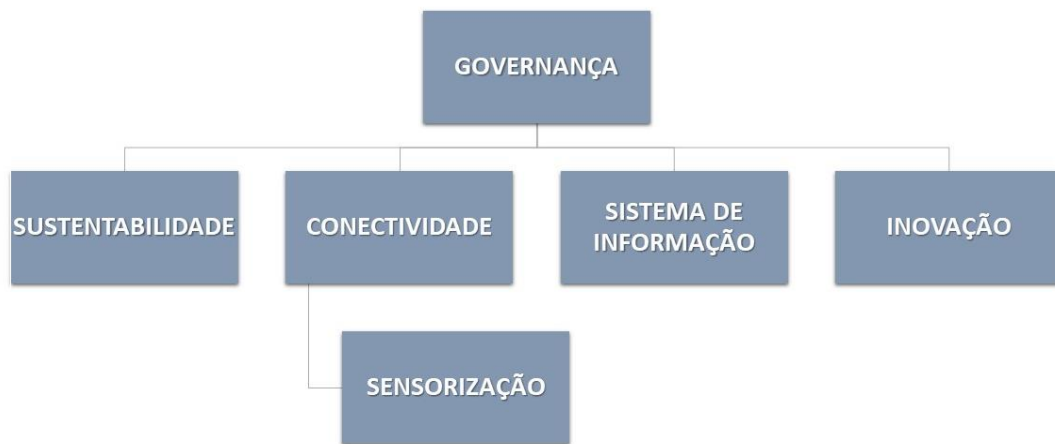 GOVERNANÇA
SUSTENTABILIDADE
CONECTIVIDADE
SISTEMA DE
INFORMAÇÃO
INOVAÇÃO
SENSORIZAÇÃO